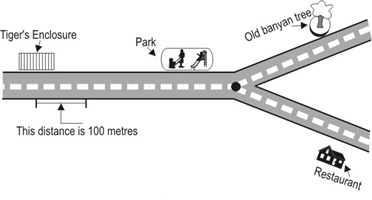 Old banyan tree
Tiger's Enclosure
Park
This distance is 100 metres
Restaurant